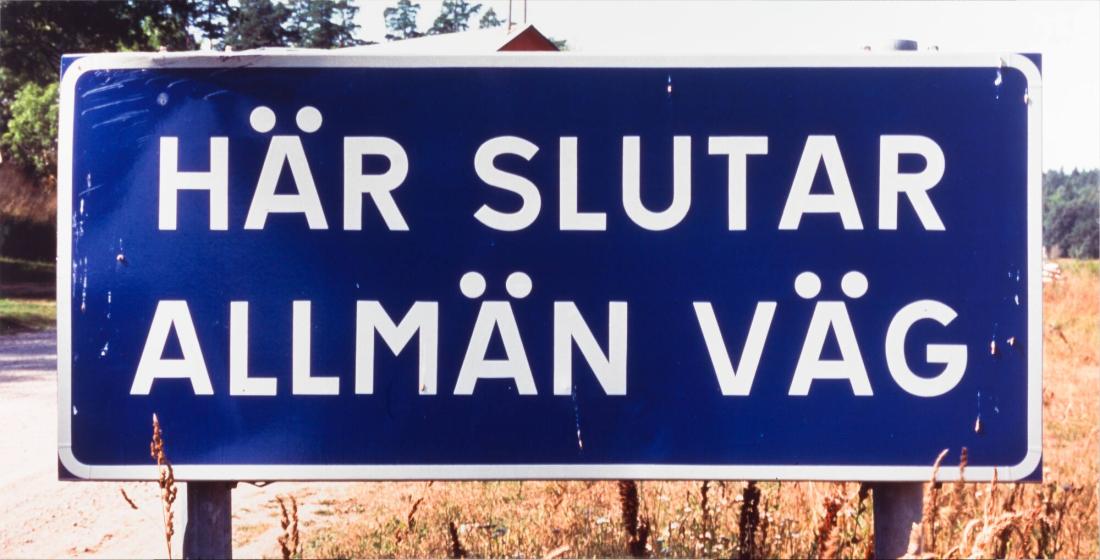 HÄR SLUTAR
ALLMÄN VÄG